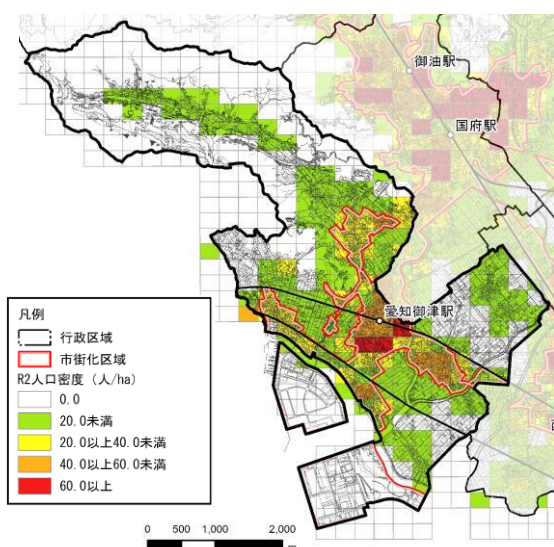 御油駅
国府駅
愛知御津駅
凡例
行政区域
市街化区域
R2人口密度（人/ha）
0.0
20.0未満
20.0以上40.0未満
40.0以上60.0未満
60.0以上
0 500 1,000 2,000
m